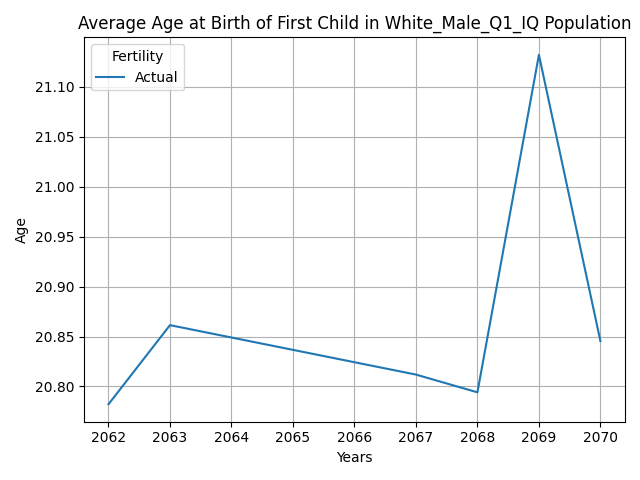 Average Age at Birth of First Child in White_Male_Q1_IQ Population
Fertility
Actual
21.10
21.05
21.00
20.95
20.90
20.85
20.80
Age
2062 2063 2064 2065 2066 2067 2068 2069 2070
Years